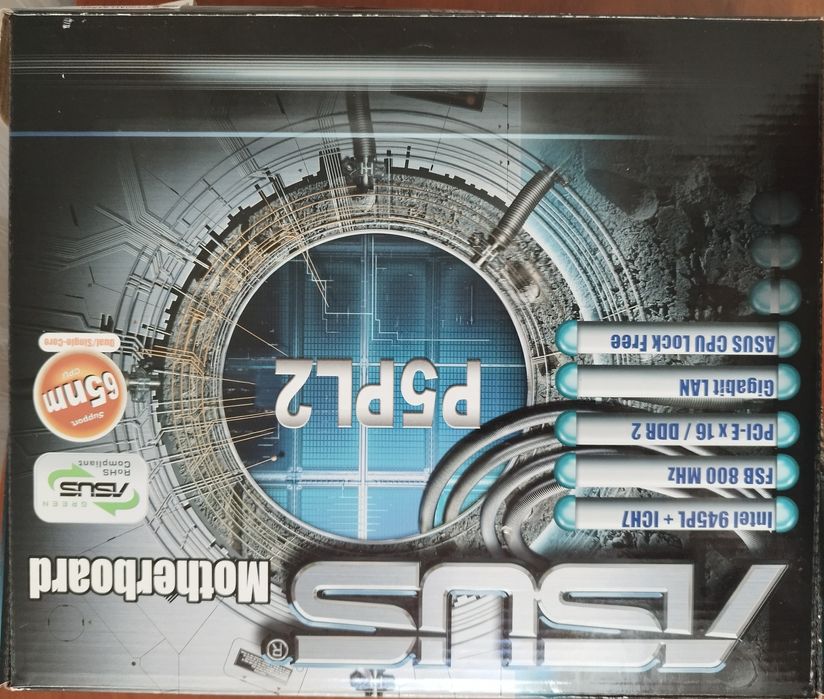 ASUS®
Motherboard
Intel 945PL + ICH7
FSB 800 MHz
PCI-E x 16 / DDR 2
Gigabit LAN
ASUS CPU Lock Free
GREEN
ASUS
RoHS
Compliant
Support
65nm
CPU
Dual/Single-Core
P5PL2